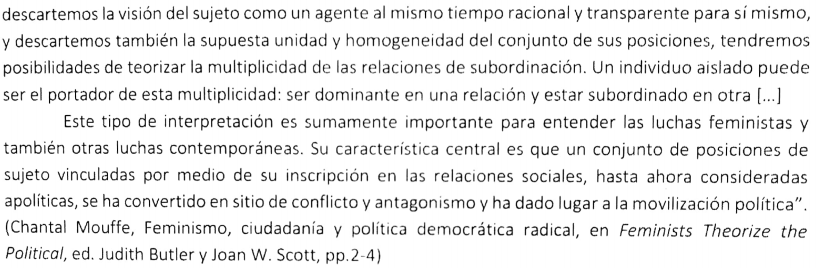 descartemos la visión del sujeto como un agente al mismo tiempo racional y transparente para sí mismo,
y descartemos también la supuesta unidad y homogeneidad del conjunto de sus posiciones, tendremos
posibilidades de teorizar la multiplicidad de las relaciones de subordinación. Un individuo aislado puede
ser el portador de esta multiplicidad: ser dominante en una relación y estar subordinado en otra [...]
Este tipo de interpretación es sumamente importante para entender las luchas feministas y
también otras luchas contemporáneas. Su característica central es que un conjunto de posiciones de
sujeto vinculadas por medio de su inscripción en las relaciones sociales, hasta ahora consideradas
apolíticas, se ha convertido en sitio de conflicto y antagonismo y ha dado lugar a la movilización política".
(Chantal Mouffe, Feminismo, ciudadanía y política democrática radical, en Feminists Theorize the
Political, ed. Judith Butler y Joan W. Scott, pp.2-4)